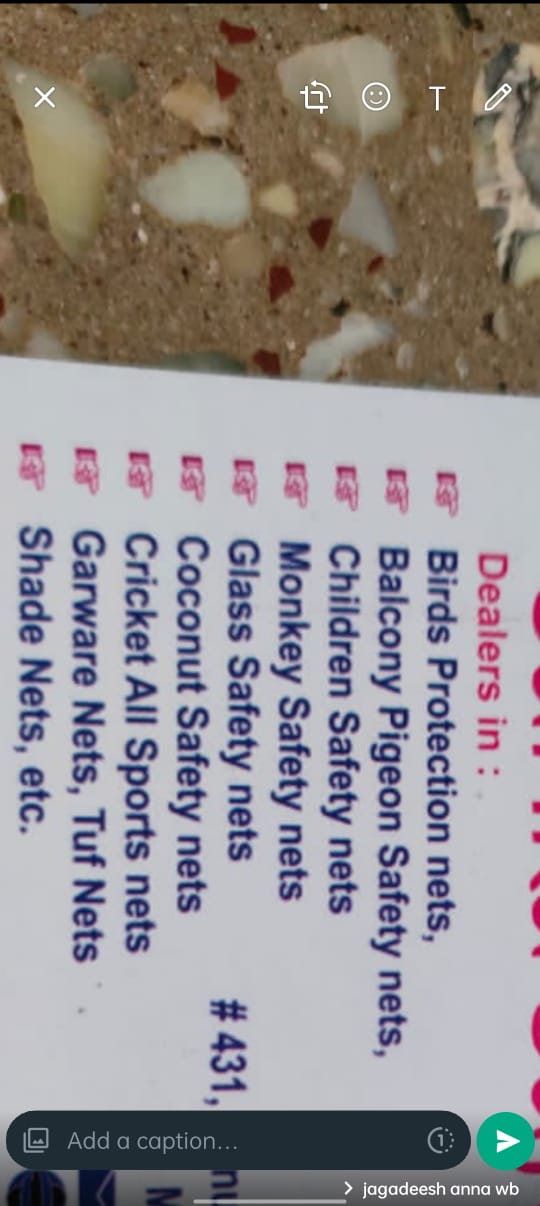 T
Dealers in :
Birds Protection nets,
Balcony Pigeon Safety nets,
Children Safety nets
Monkey Safety nets
Glass Safety nets
Coconut Safety nets
Cricket All Sports nets
Garware Nets, Tuf Nets
Shade Nets, etc.
# 431,
Add a caption...
1
jagadeesh anna wb